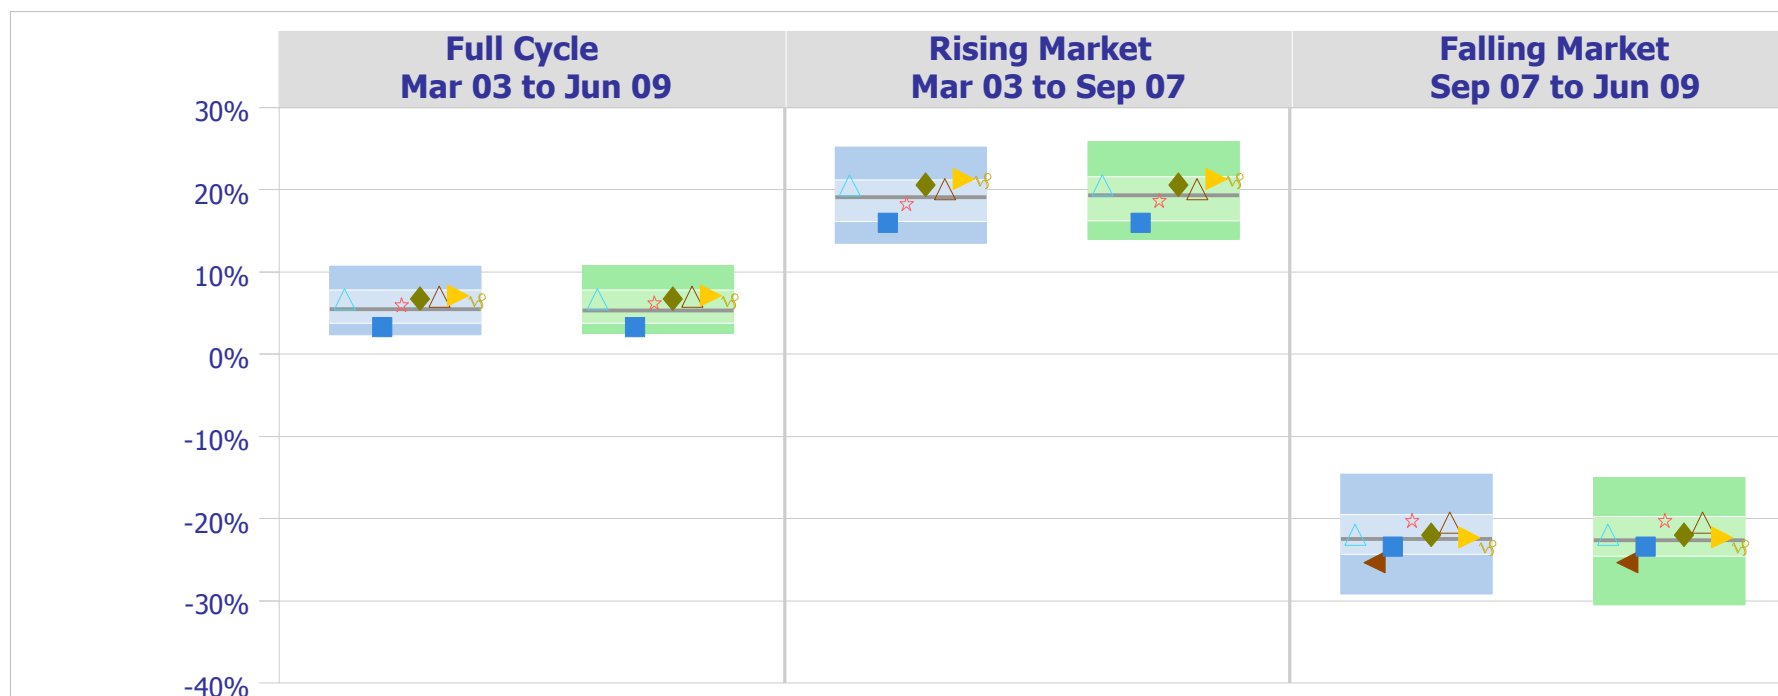 Full Cycle
Mar 03 to Jun 09
Rising Market
Mar 03 to Sep 07
Falling Market
Sep 07 to Jun 09
30%
20%
10%
0%
-10%
-20%
-30%
-40%